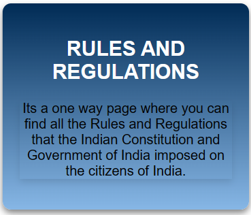 RULES AND
REGULATIONS
Its a one way page where you can
find all the Rules and Regulations
that the Indian Constitution and
Government of India imposed on
the citizens of India.